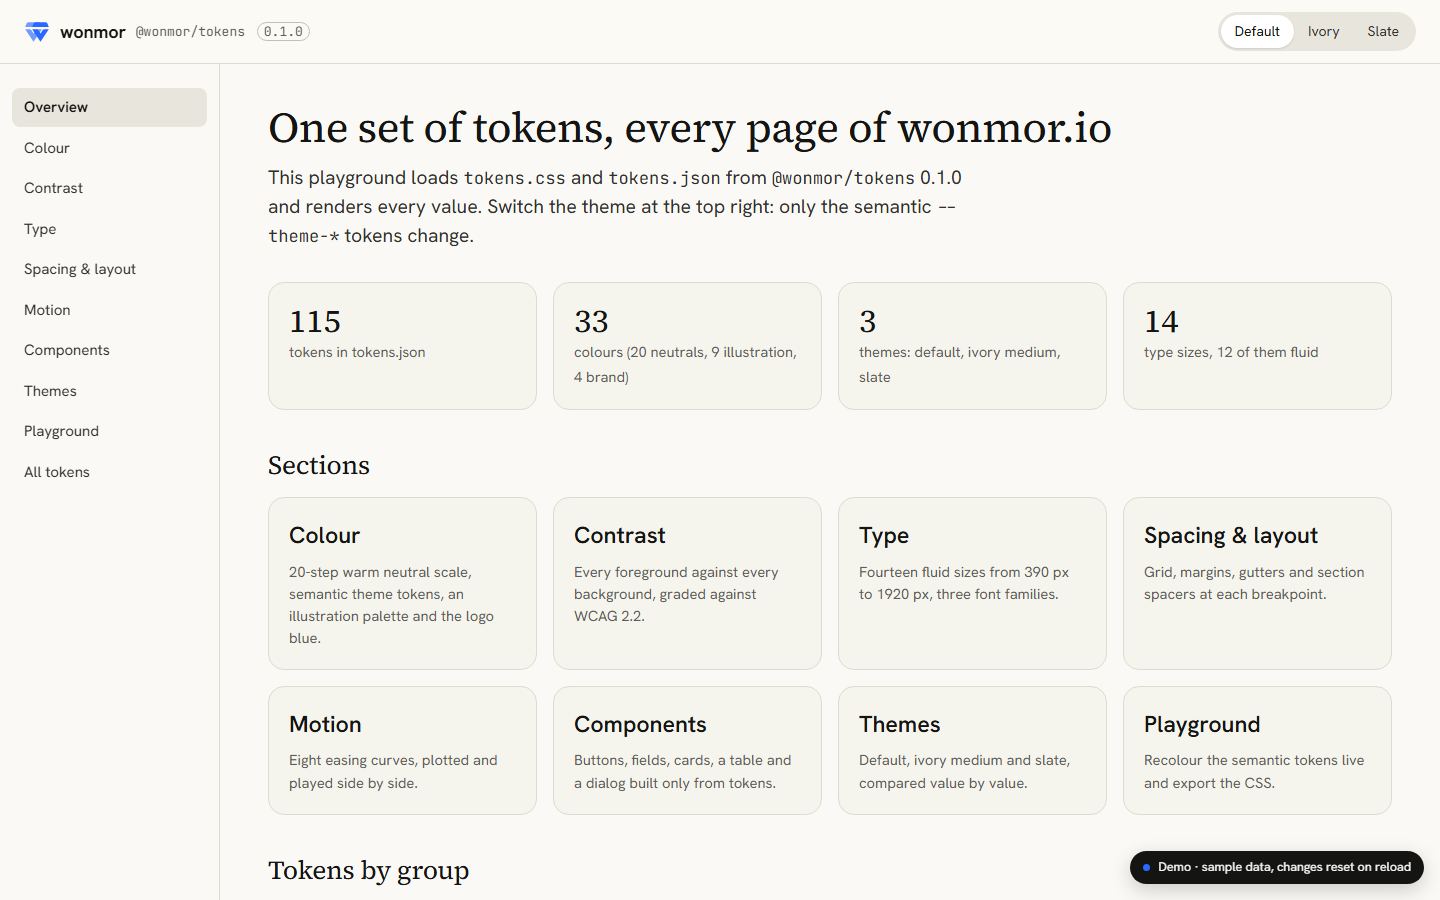 wonmor @wonmor/tokens 0.1.0
Default Ivory Slate
Overview
Colour
Contrast
Type
Spacing & layout
Motion
Components
Themes
Playground
All tokens
One set of tokens, every page of wonmor.io
This playground loads tokens.css and tokens.json from @wonmor/tokens 0.1.0
and renders every value. Switch the theme at the top right: only the semantic --
theme-* tokens change.
115
tokens in tokens.json
33
colours (20 neutrals, 9 illustration,
4 brand)
3
themes: default, ivory medium,
slate
14
type sizes, 12 of them fluid
Sections
Colour
20-step warm neutral scale,
semantic theme tokens, an
illustration palette and the logo
blue.
Contrast
Every foreground against every
background, graded against
WCAG 2.2.
Type
Fourteen fluid sizes from 390 px
to 1920 px, three font families.
Spacing & layout
Grid, margins, gutters and section
spacers at each breakpoint.
Motion
Eight easing curves, plotted and
played side by side.
Components
Buttons, fields, cards, a table and
a dialog built only from tokens.
Themes
Default, ivory medium and slate,
compared value by value.
Playground
Recolour the semantic tokens live
and export the CSS.
Tokens by group
Demo · sample data, changes reset on reload